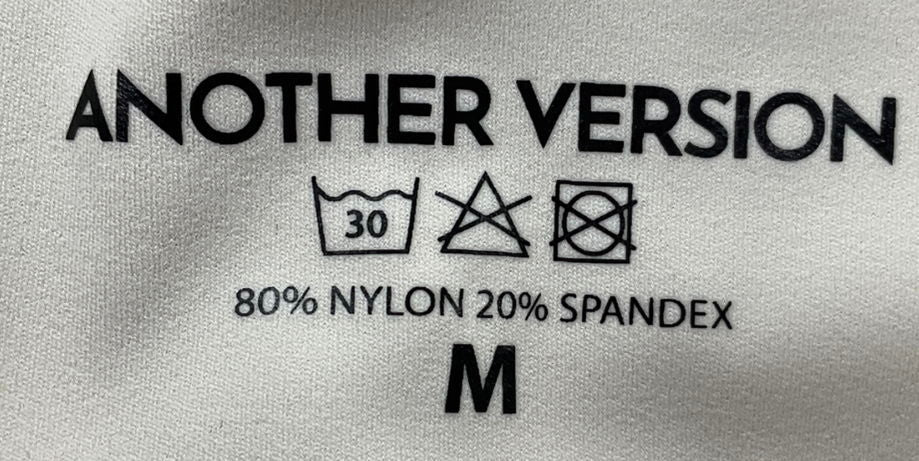 ANOTHER VERSION
30
80% NYLON 20% SPANDEX
M